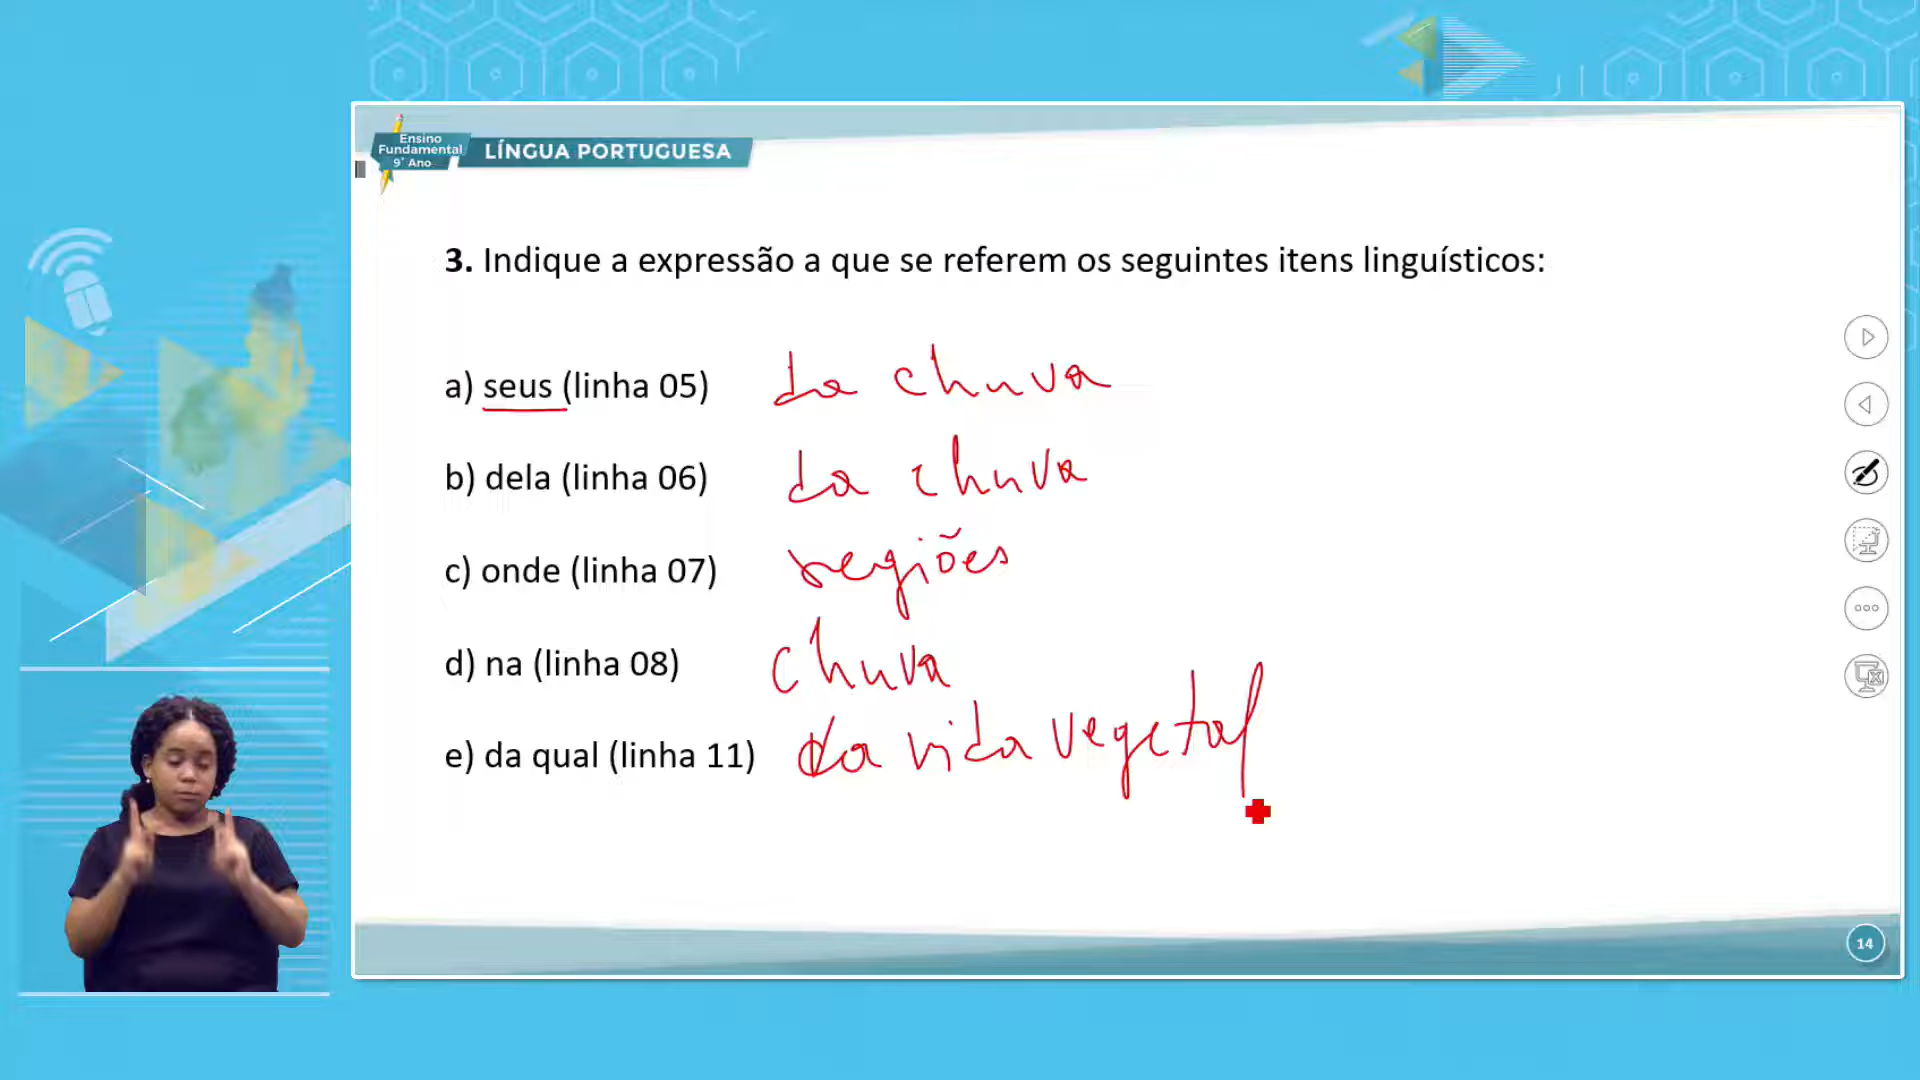 Ensino
Fundamental
9° Ano
LÍNGUA PORTUGUESA
3. Indique a expressão a que se referem os seguintes itens linguísticos:
a) seus (linha 05) da chuva
b) dela (linha 06) da chuva
c) onde (linha 07) regiões
d) na (linha 08) chuva
e) da qual (linha 11) da vida vegetal
14